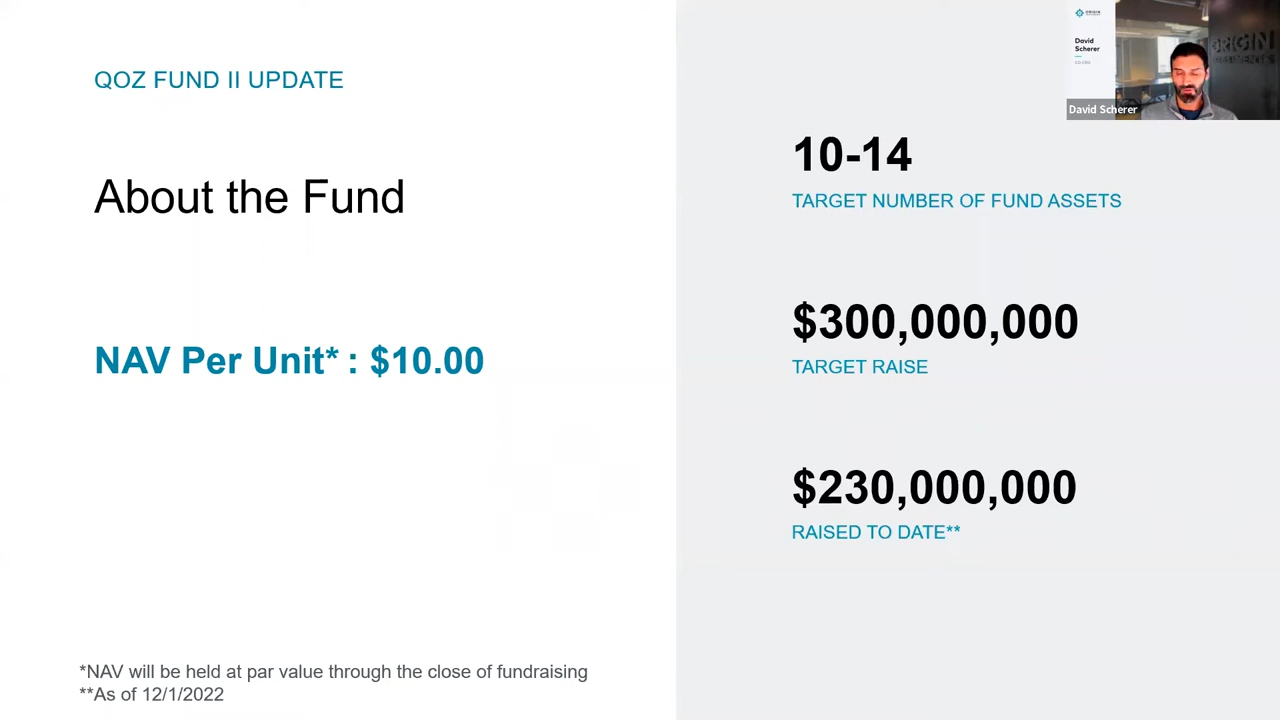 QOZ FUND II UPDATE
About the Fund
NAV Per Unit* : $10.00
*NAV will be held at par value through the close of fundraising
**As of 12/1/2022
10-14
TARGET NUMBER OF FUND ASSETS
$300,000,000
TARGET RAISE
$230,000,000
RAISED TO DATE**
ORIGIN
David
Scherer
David Scherer
ORIGIN